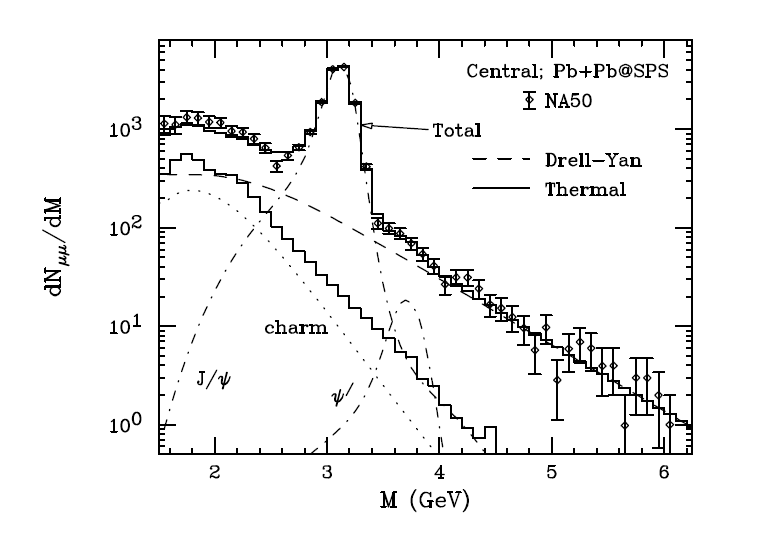 Central; Pb+Pb@SPS
NA50
Total
Drell-Yan
Thermal
charm
J/ψ
ψ/
dNμμ/dM
10³
10²
10¹
10⁰
2 3 4 5 6
M (GeV)